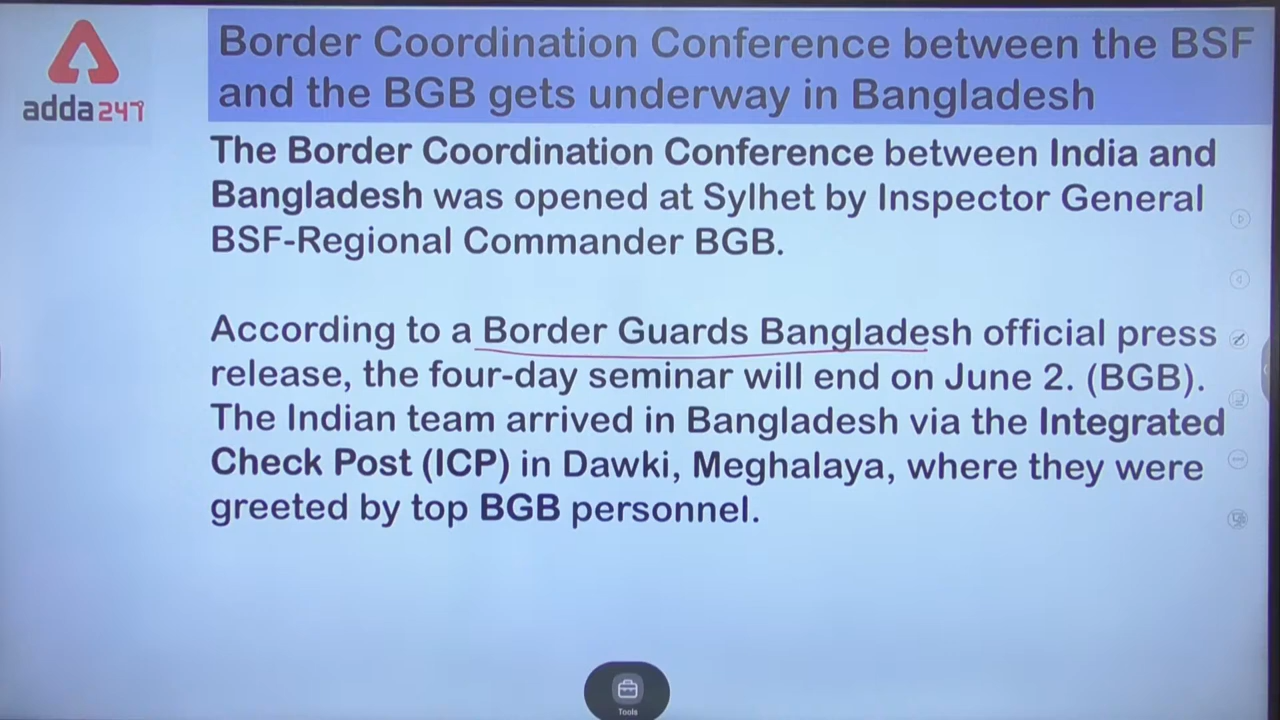 adda247
Border Coordination Conference between the BSF
and the BGB gets underway in Bangladesh
The Border Coordination Conference between India and
Bangladesh was opened at Sylhet by Inspector General
BSF-Regional Commander BGB.
According to a Border Guards Bangladesh official press
release, the four-day seminar will end on June 2. (BGB).
The Indian team arrived in Bangladesh via the Integrated
Check Post (ICP) in Dawki, Meghalaya, where they were
greeted by top BGB personnel.
Tools